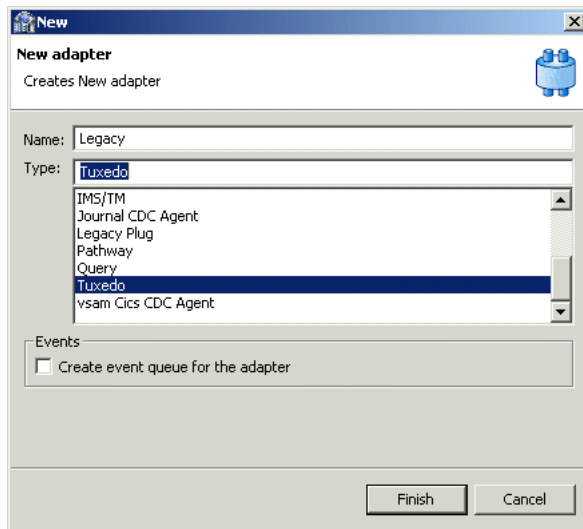 New
New adapter
Creates New adapter
Name: Legacy
Type: Tuxedo
IMS/TM
Journal CDC Agent
Legacy Plug
Pathway
Query
Tuxedo
vsam Cics CDC Agent
Events
Create event queue for the adapter
Finish Cancel